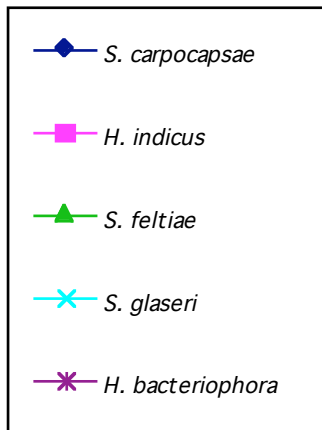 S. carpocapsae
H. indicus
S. feltiae
S. glaseri
H. bacteriophora